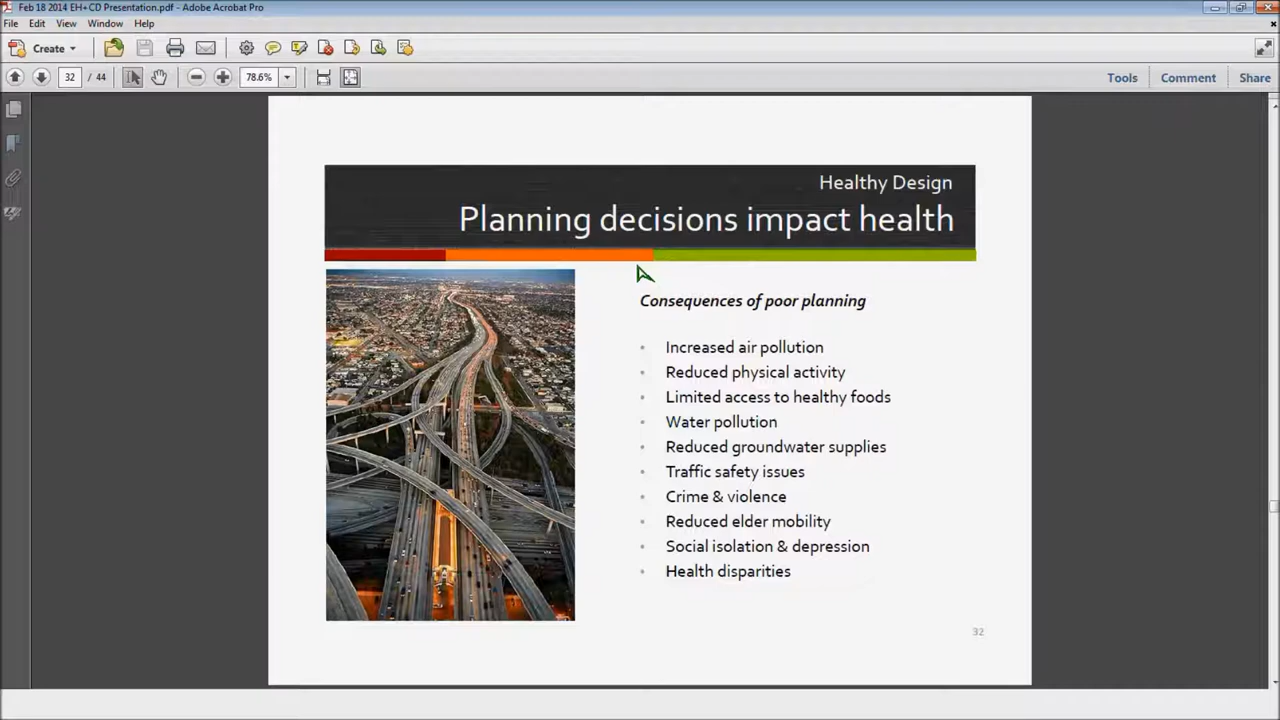 Feb 18 2014 EH+CD Presentation.pdf - Adobe Acrobat Pro
File Edit View Window Help
Create
32 / 44 78.6% Tools Comment Share
Healthy Design
Planning decisions impact health
Consequences of poor planning
• Increased air pollution
• Reduced physical activity
• Limited access to healthy foods
• Water pollution
• Reduced groundwater supplies
• Traffic safety issues
• Crime & violence
• Reduced elder mobility
• Social isolation & depression
• Health disparities
32